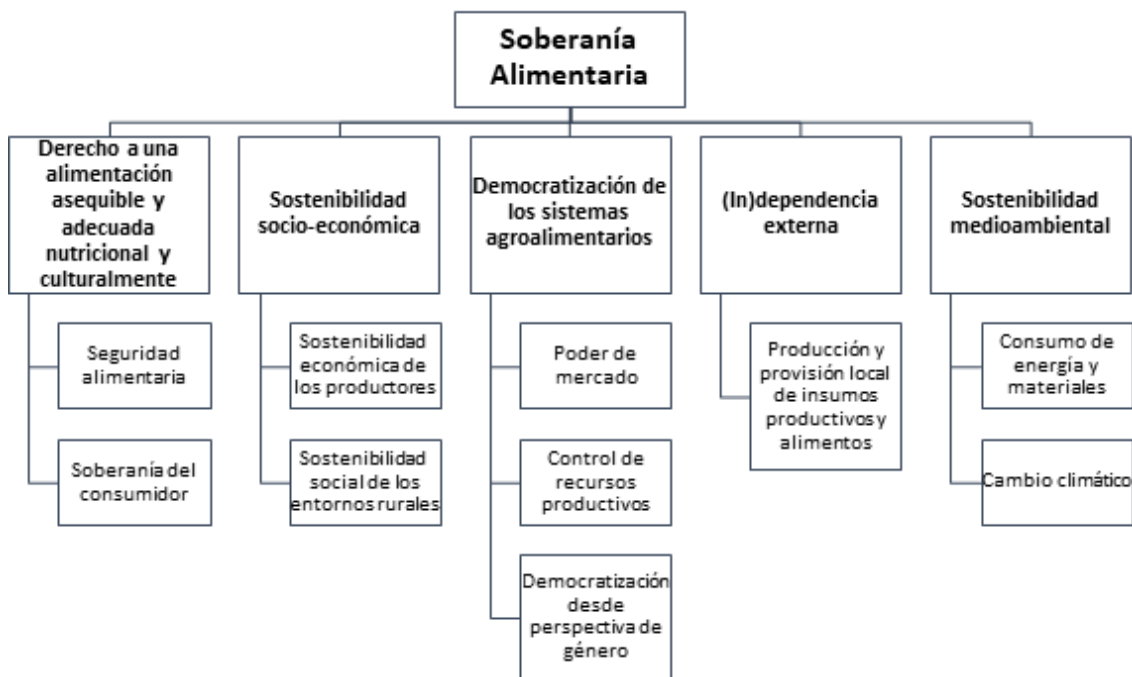 Soberanía
Alimentaria
Derecho a una
alimentación
asequible y
adecuada
nutricional y
culturalmente
Seguridad
alimentaria
Soberanía del
consumidor
Sostenibilidad
socio-económica
Sostenibilidad
económica de
los productores
Sostenibilidad
social de los
entornos rurales
Democratización de
los sistemas
agroalimentarios
Poder de
mercado
Control de
recursos
productivos
Democratización
desde
perspectiva de
género
(In)dependencia
externa
Producción y
provisión local
de insumos
productivos y
alimentos
Sostenibilidad
medioambiental
Consumo de
energía y
materiales
Cambio climático